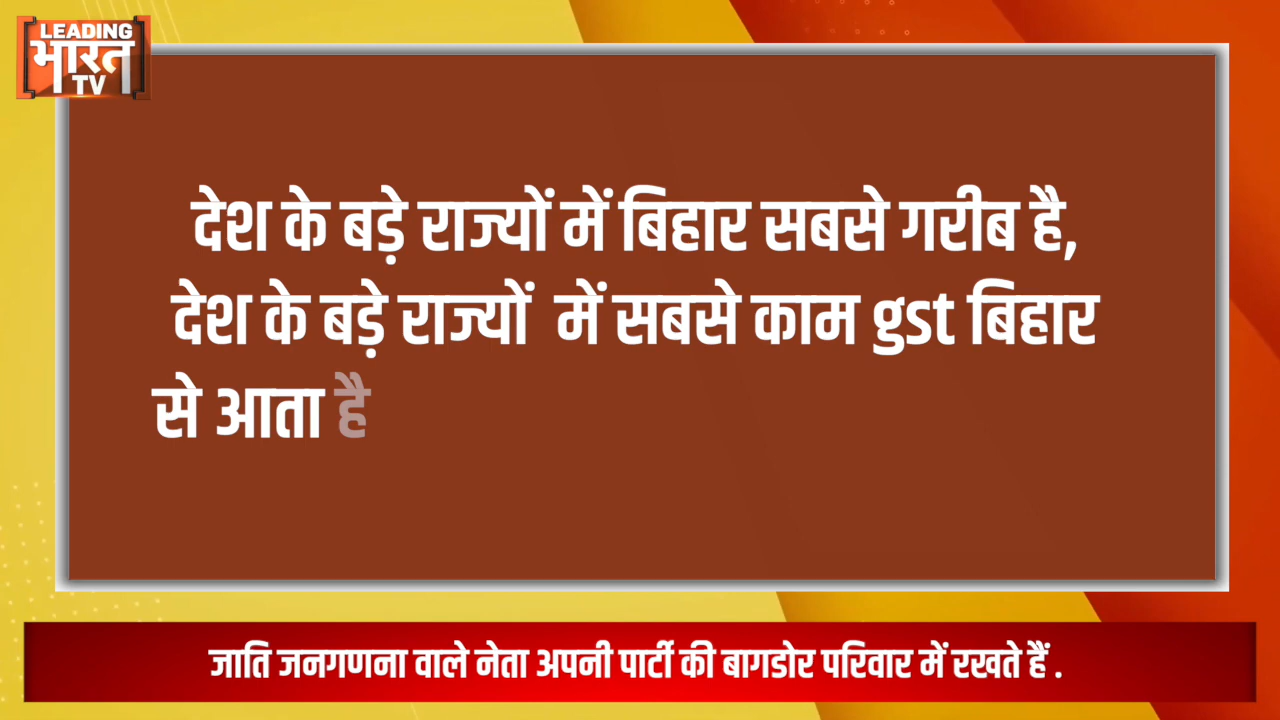 LEADING
भारत
TV
देश के बड़े राज्यों में बिहार सबसे गरीब है,
देश के बड़े राज्यों में सबसे काम gst बिहार
से आता है
जाति जनगणना वाले नेता अपनी पार्टी की बागडोर परिवार में रखते हैं .